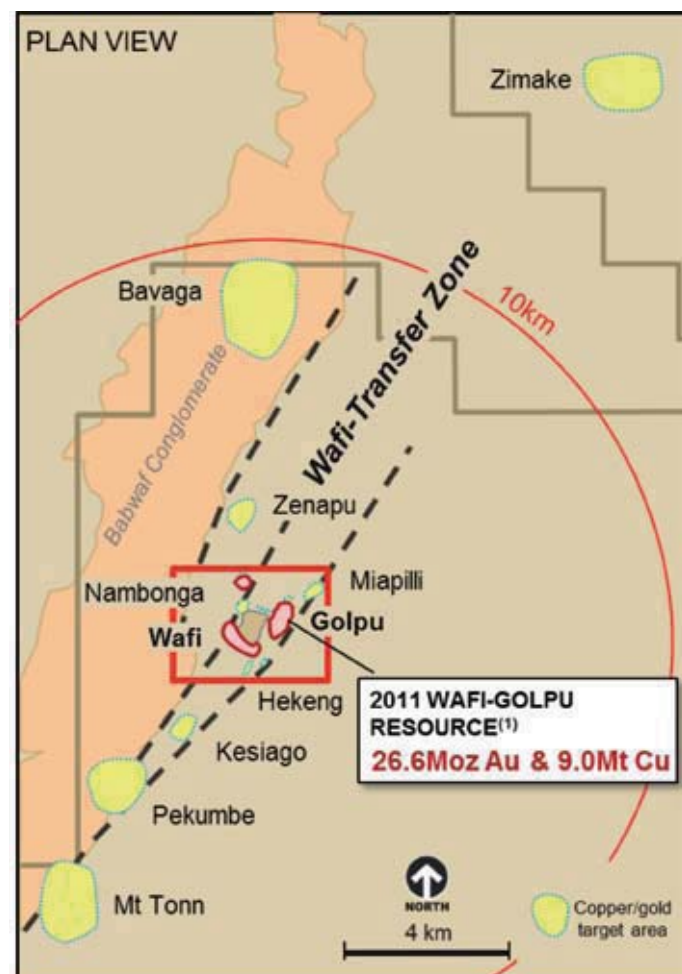 PLAN VIEW
Zimake
Bavaga
10km
Wafi-Transfer Zone
Babwaf Conglomerate
Zenapu
Nambonga
Miapilli
Wafi
Golpu
2011 WAFI-GOLPU
RESOURCE(1)
26.6Moz Au & 9.0Mt Cu
Hekeng
Kesiago
Pekumbe
Mt Tonn
NORTH
4 km
Copper/gold
target area